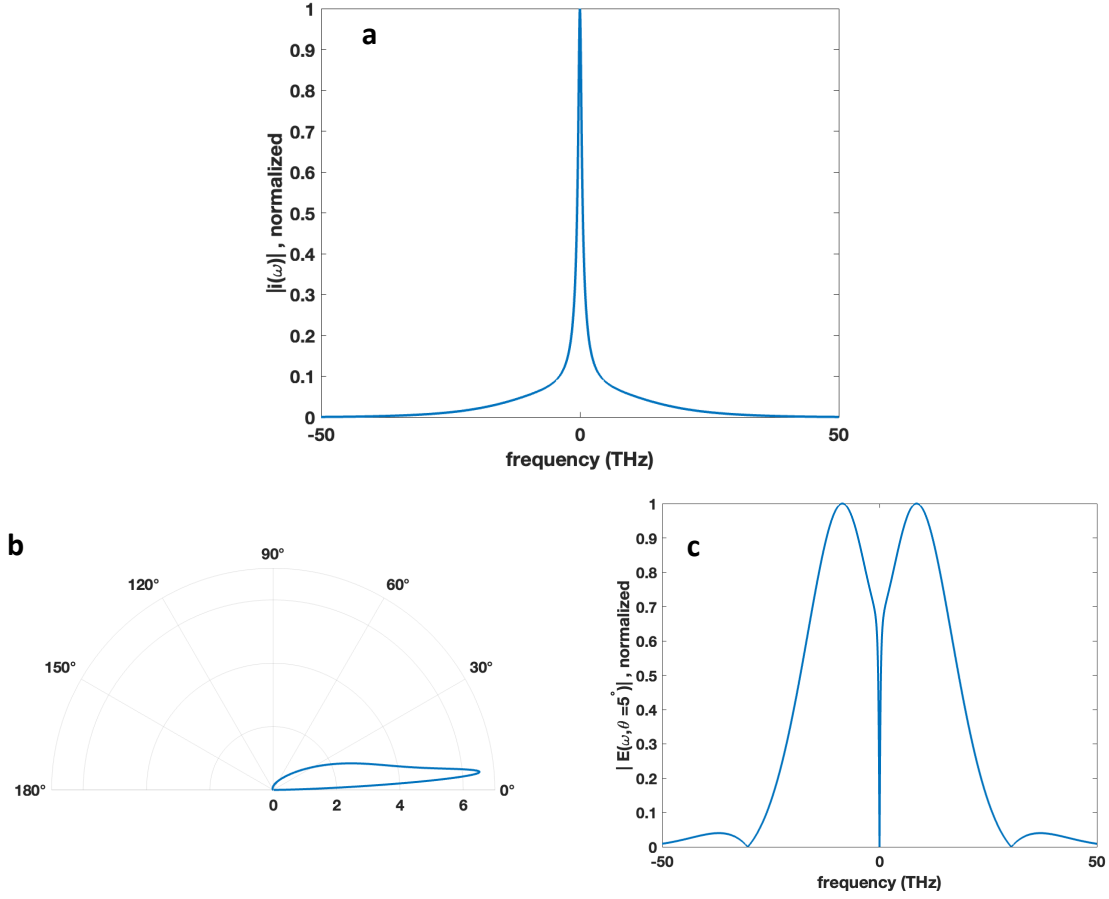 a
1
0.9
0.8
0.7
0.6
0.5
0.4
0.3
0.2
0.1
0
|i(ω)| , normalized
-50 0 50
frequency (THz)
b
90°
120° 60°
150° 30°
180° 0°
0 2 4 6
c
1
0.9
0.8
0.7
0.6
0.5
0.4
0.3
0.2
0.1
0
| E(ω,θ =5°)| , normalized
-50 0 50
frequency (THz)